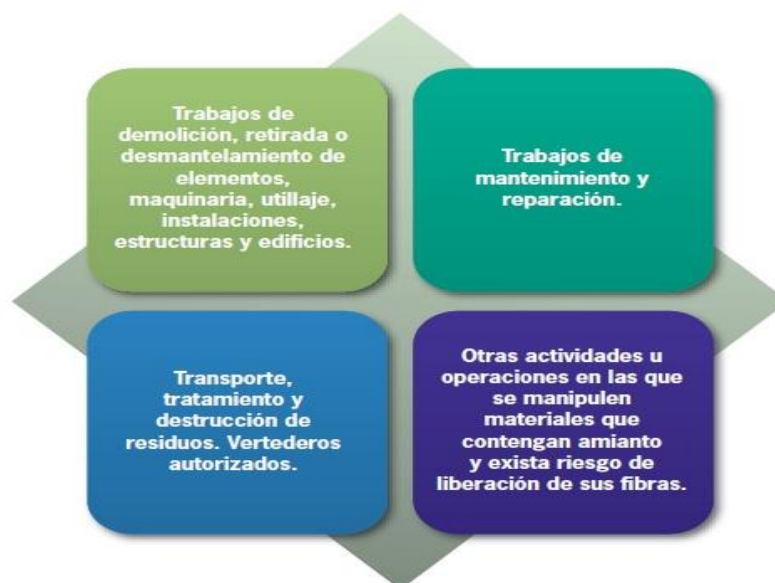 Trabajos de
demolición, retirada o
desmantelamiento de
elementos,
maquinaria, utillaje,
instalaciones,
estructuras y edificios.
Trabajos de
mantenimiento y
reparación.
Transporte,
tratamiento y
destrucción de
residuos. Vertederos
autorizados.
Otras actividades u
operaciones en las que
se manipulen
materiales que
contengan amianto
y exista riesgo de
liberación de sus fibras.